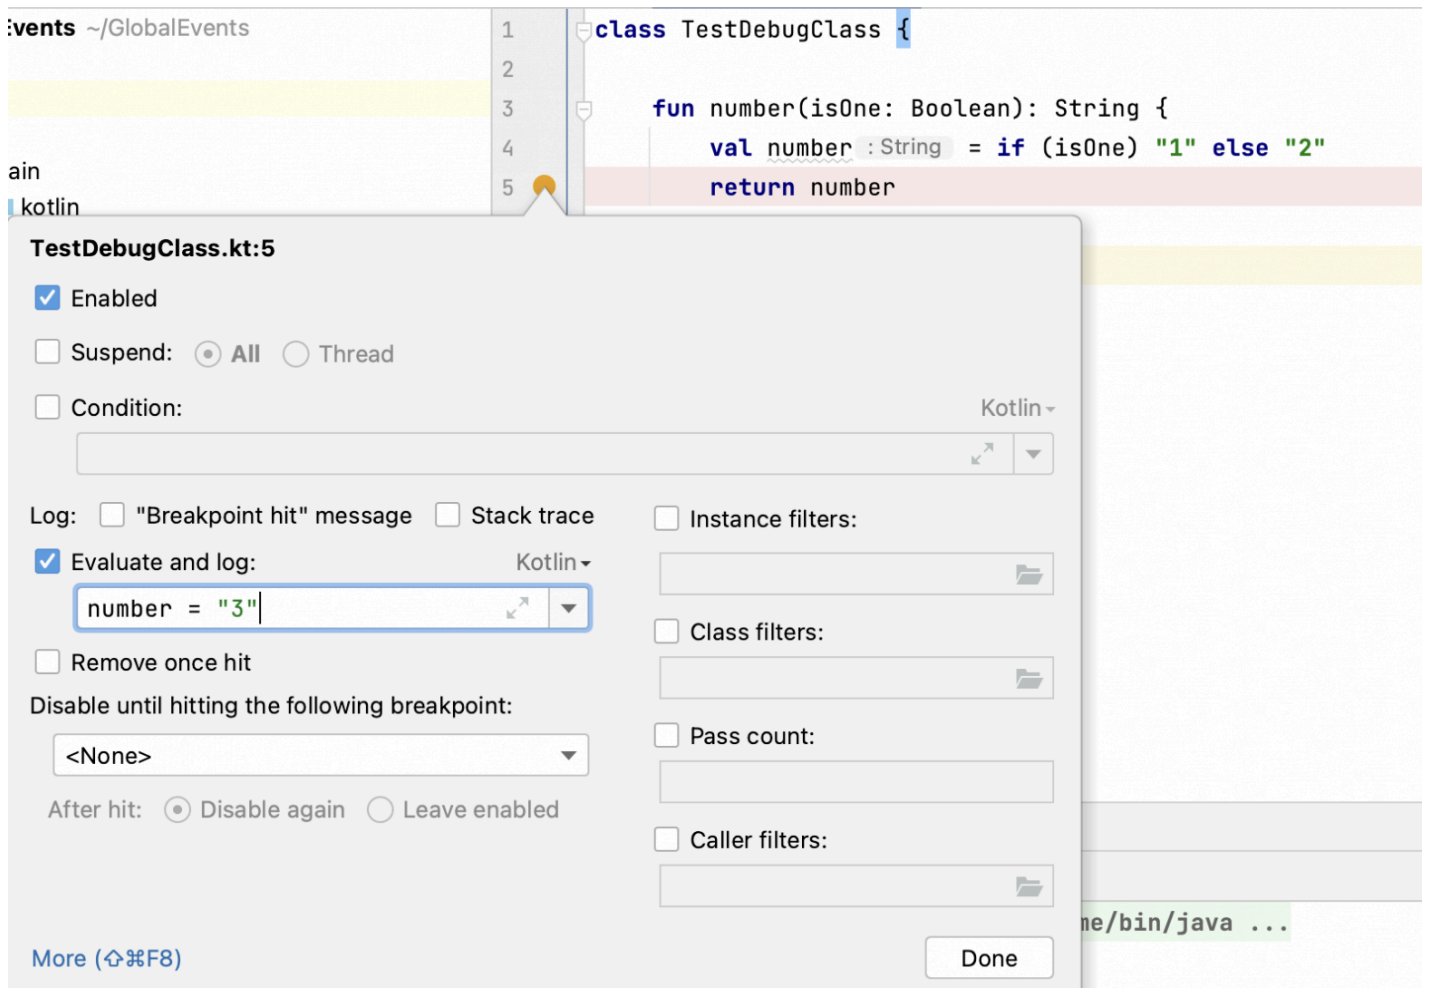 Events ~/GlobalEvents
ain
kotlin
1 class TestDebugClass {
2
3 fun number(isOne: Boolean): String {
4 val number : String = if (isOne) "1" else "2"
5 return number
TestDebugClass.kt:5
Enabled
Suspend: All Thread
Condition: Kotlin
Log: "Breakpoint hit" message Stack trace
Evaluate and log: Kotlin
number = "3"
Remove once hit
Disable until hitting the following breakpoint:
<None>
After hit: Disable again Leave enabled
Instance filters:
Class filters:
Pass count:
Caller filters:
More (⇧⌘F8)
Done
me/bin/java ...